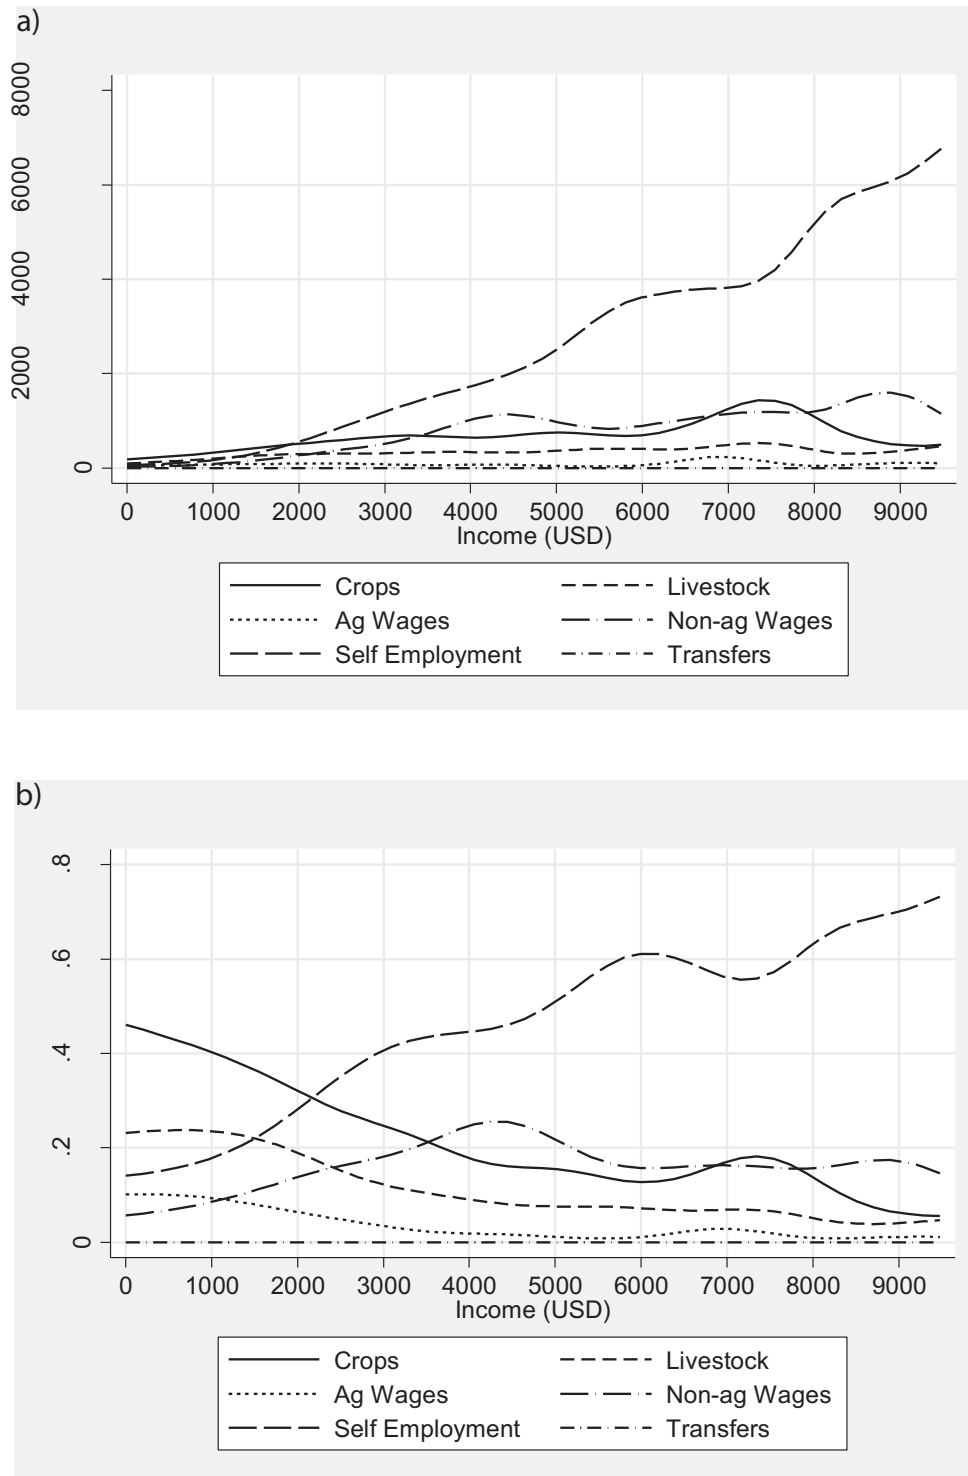 a)
8000
6000
4000
2000
0
0 1000 2000 3000 4000 5000 6000 7000 8000 9000
Income (USD)
Crops Livestock
Ag Wages Non-ag Wages
Self Employment Transfers
b)
.8
.6
.4
.2
0
0 1000 2000 3000 4000 5000 6000 7000 8000 9000
Income (USD)
Crops Livestock
Ag Wages Non-ag Wages
Self Employment Transfers